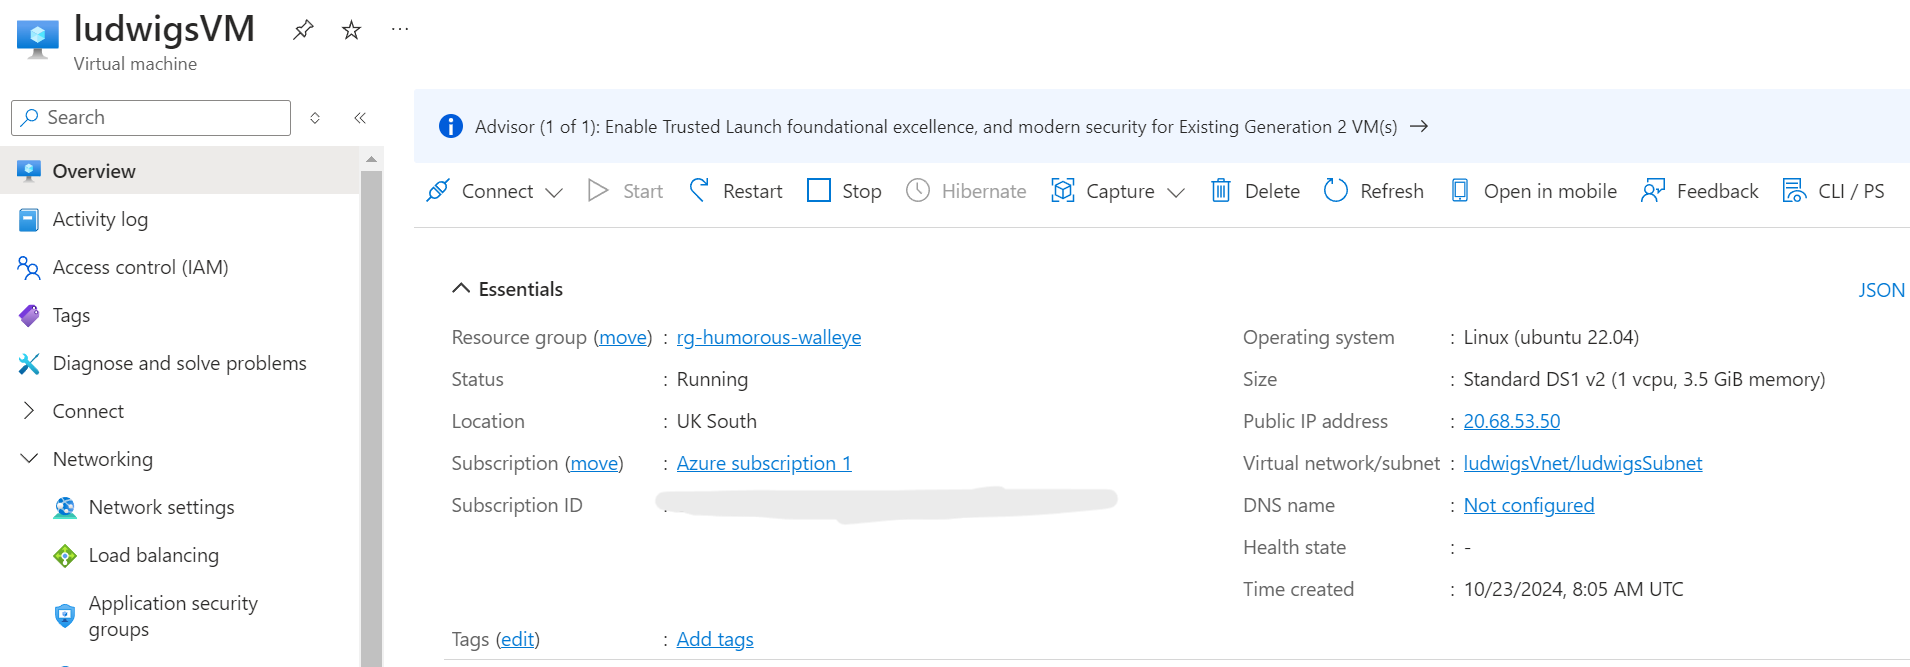 ludwigsVM
Virtual machine
Search
Overview
Activity log
Access control (IAM)
Tags
Diagnose and solve problems
Connect
Networking
Network settings
Load balancing
Application security
groups
Advisor (1 of 1): Enable Trusted Launch foundational excellence, and modern security for Existing Generation 2 VM(s) →
Connect Start Restart Stop Hibernate Capture Delete Refresh Open in mobile Feedback CLI / PS
Essentials
JSON
Resource group (move) : rg-humorous-walleye
Status : Running
Location : UK South
Subscription (move) : Azure subscription 1
Subscription ID
Operating system : Linux (ubuntu 22.04)
Size : Standard DS1 v2 (1 vcpu, 3.5 GiB memory)
Public IP address : 20.68.53.50
Virtual network/subnet : ludwigsVnet/ludwigsSubnet
DNS name : Not configured
Health state : -
Time created : 10/23/2024, 8:05 AM UTC
Tags (edit) : Add tags